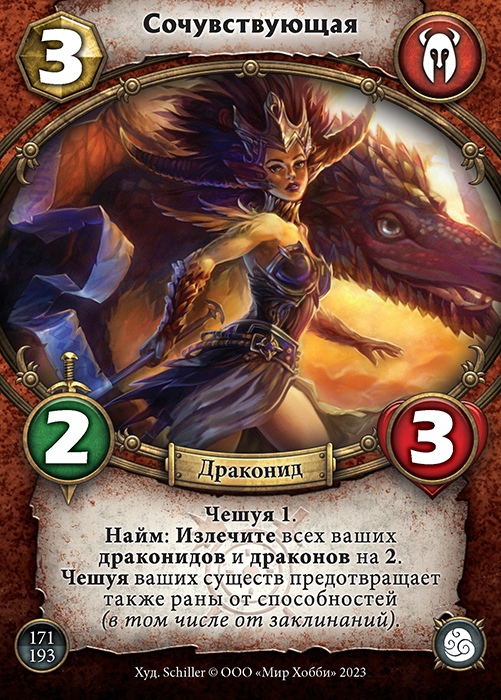 Сочувствующая
3
2
3
Драконид
Чешуя 1.
Найм: Излечите всех ваших
драконидов и драконов на 2.
Чешуя ваших существ предотвращает
также раны от способностей
(в том числе от заклинаний).
171
193
Худ. Schiller © ООО «Мир Хобби» 2023